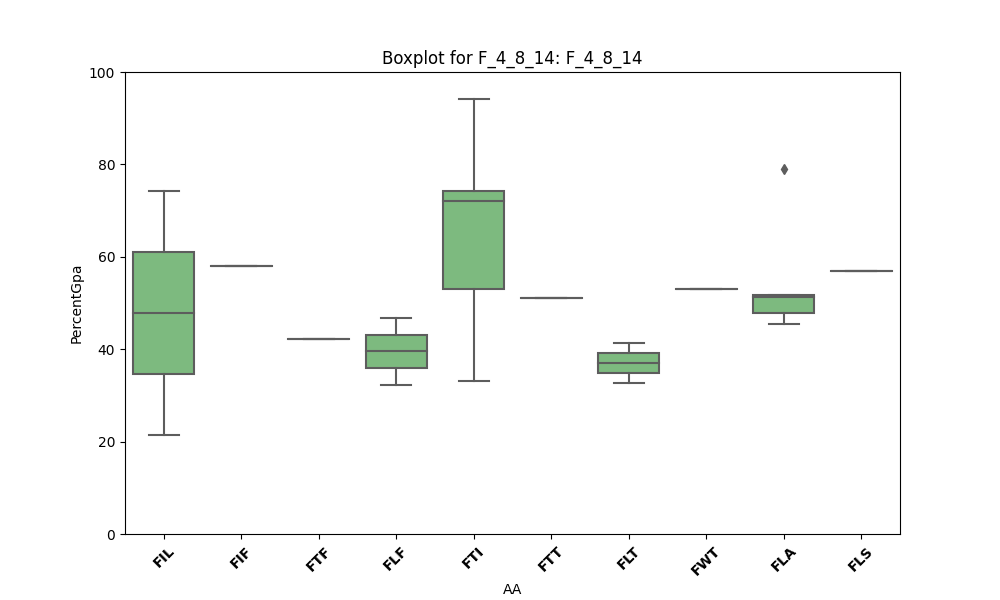 Boxplot for F_4_8_14: F_4_8_14
100
80
60
40
20
0
PercentGpa
FIL
FIF
FTF
FLF
FTI
FTT
FLT
FWT
FLA
FLS
AA